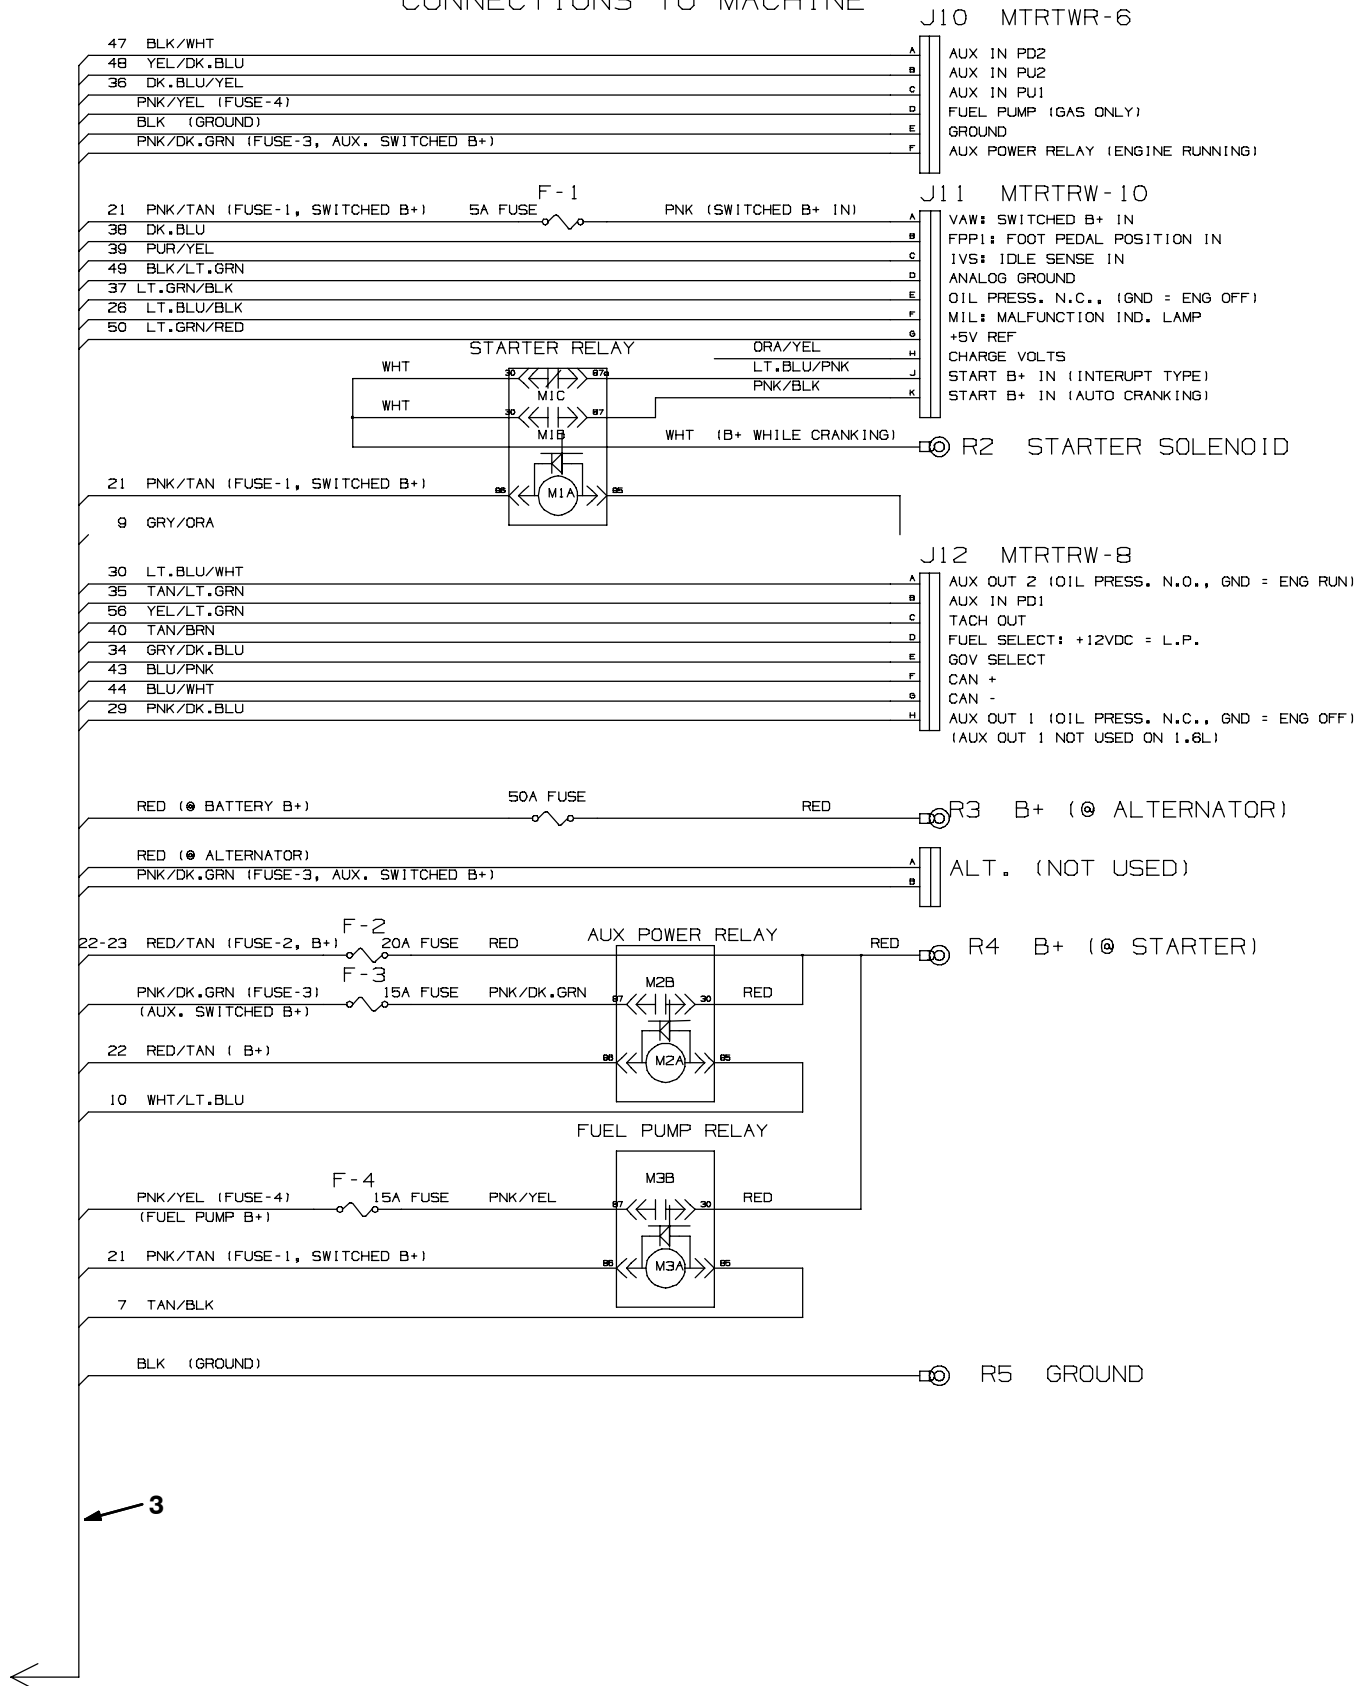 CONNECTIONS TO MACHINE
J10 MTRTWR-6
47 BLK/WHT A AUX IN PD2
48 YEL/DK.BLU B AUX IN PU2
36 DK.BLU/YEL C AUX IN PU1
PNK/YEL (FUSE-4) D FUEL PUMP (GAS ONLY)
BLK (GROUND) E GROUND
PNK/DK.GRN (FUSE-3, AUX. SWITCHED B+) F AUX POWER RELAY (ENGINE RUNNING)
J11 MTRTRW-10
F-1
21 PNK/TAN (FUSE-1, SWITCHED B+) 5A FUSE PNK (SWITCHED B+ IN) A VAW: SWITCHED B+ IN
38 DK.BLU B FPP1: FOOT PEDAL POSITION IN
39 PUR/YEL C IVS: IDLE SENSE IN
49 BLK/LT.GRN D ANALOG GROUND
37 LT.GRN/BLK E OIL PRESS. N.C., (GND = ENG OFF)
26 LT.BLU/BLK F MIL: MALFUNCTION IND. LAMP
50 LT.GRN/RED G +5V REF
STARTER RELAY ORA/YEL H CHARGE VOLTS
WHT 30 87a LT.BLU/PNK J START B+ IN (INTERUPT TYPE)
M1C PNK/BLK K START B+ IN (AUTO CRANKING)
WHT 30 87
M1B WHT (B+ WHILE CRANKING) R2 STARTER SOLENOID
21 PNK/TAN (FUSE-1, SWITCHED B+) 86 M1A 85
9 GRY/ORA
J12 MTRTRW-8
30 LT.BLU/WHT A AUX OUT 2 (OIL PRESS. N.O., GND = ENG RUN)
35 TAN/LT.GRN B AUX IN PD1
56 YEL/LT.GRN C TACH OUT
40 TAN/BRN D FUEL SELECT: +12VDC = L.P.
34 GRY/DK.BLU E GOV SELECT
43 BLU/PNK F CAN +
44 BLU/WHT G CAN -
29 PNK/DK.BLU H AUX OUT 1 (OIL PRESS. N.C., GND = ENG OFF)
(AUX OUT 1 NOT USED ON 1.6L)
RED (@ BATTERY B+) 50A FUSE RED R3 B+ (@ ALTERNATOR)
RED (@ ALTERNATOR) A ALT. (NOT USED)
PNK/DK.GRN (FUSE-3, AUX. SWITCHED B+) B
F-2 AUX POWER RELAY
22-23 RED/TAN (FUSE-2, B+) 20A FUSE RED RED R4 B+ (@ STARTER)
F-3 M2B
PNK/DK.GRN (FUSE-3) 15A FUSE PNK/DK.GRN 87 30 RED
(AUX. SWITCHED B+)
22 RED/TAN ( B+) 86 M2A 85
10 WHT/LT.BLU
FUEL PUMP RELAY
F-4 M3B
PNK/YEL (FUSE-4) 15A FUSE PNK/YEL 87 30 RED
(FUEL PUMP B+)
21 PNK/TAN (FUSE-1, SWITCHED B+) 86 M3A 85
7 TAN/BLK
BLK (GROUND) R5 GROUND
3